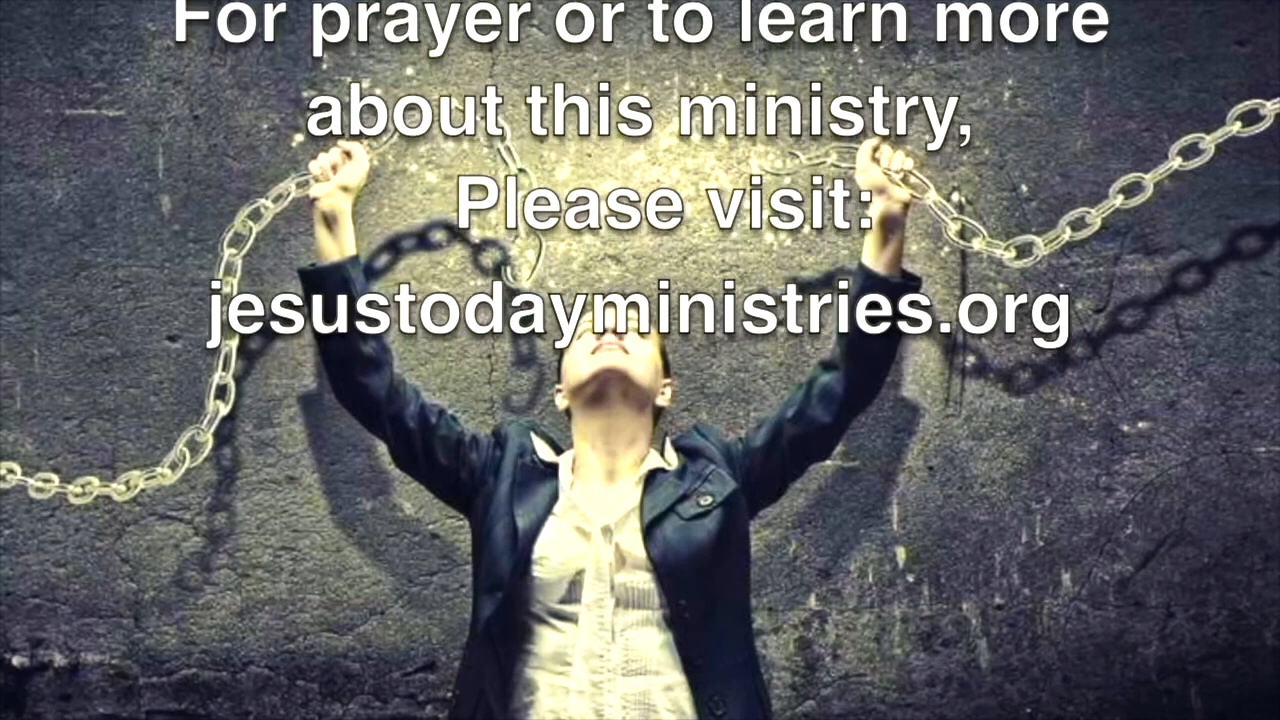 For prayer or to learn more
about this ministry,
Please visit:
jesustodayministries.org